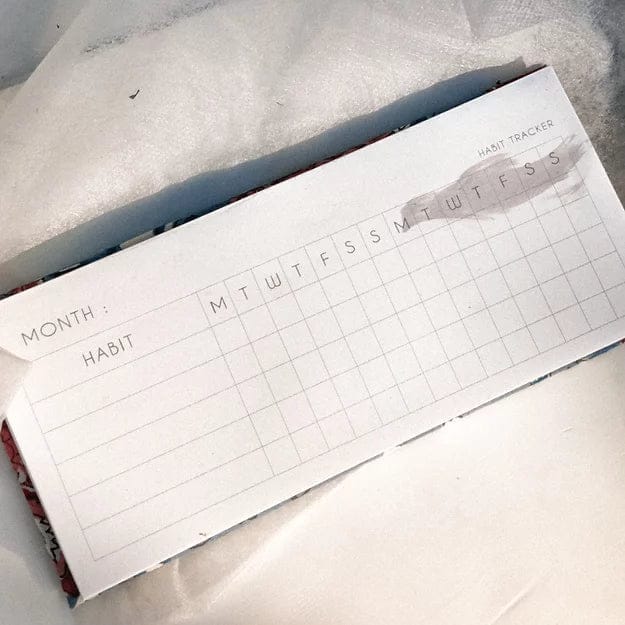 HABIT TRACKER
MONTH :
HABIT M T W T F S S M T W T F S S